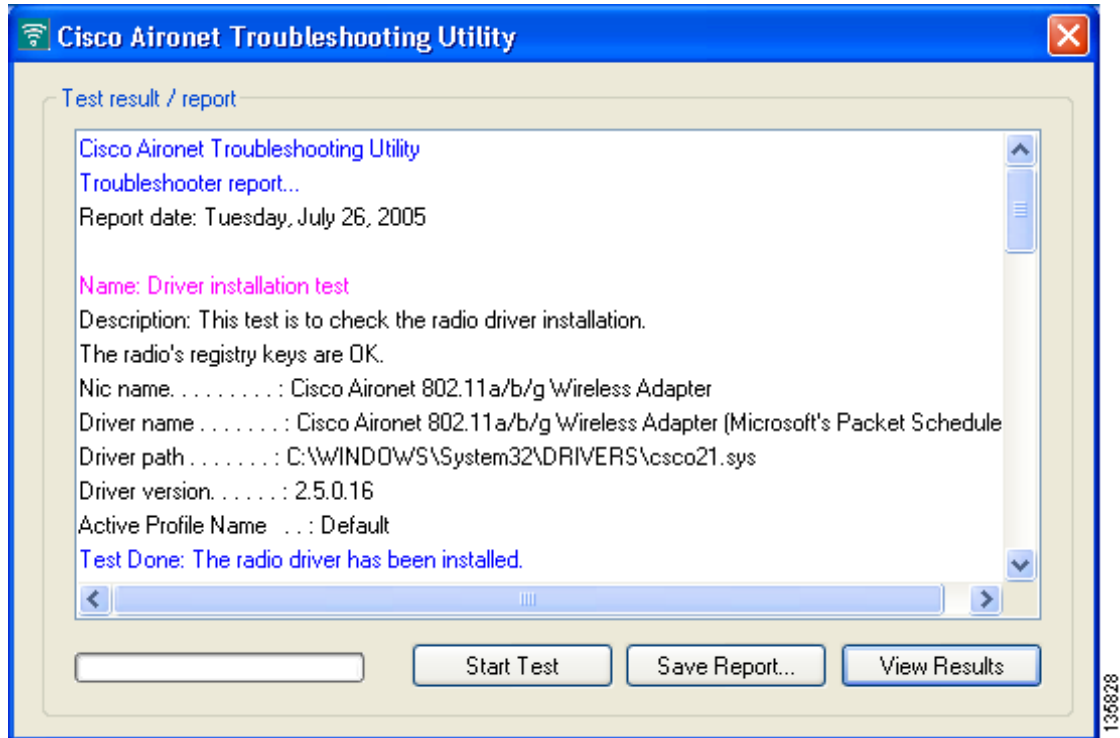 Cisco Aironet Troubleshooting Utility
Test result / report
Cisco Aironet Troubleshooting Utility
Troubleshooter report...
Report date: Tuesday, July 26, 2005
Name: Driver installation test
Description: This test is to check the radio driver installation.
The radio's registry keys are OK.
Nic name. . . . . . . . . : Cisco Aironet 802.11a/b/g Wireless Adapter
Driver name . . . . . . . : Cisco Aironet 802.11a/b/g Wireless Adapter (Microsoft's Packet Schedule
Driver path . . . . . . . : C:\WINDOWS\System32\DRIVERS\csco21.sys
Driver version. . . . . . : 2.5.0.16
Active Profile Name . . : Default
Test Done: The radio driver has been installed.
Start Test
Save Report...
View Results
135828